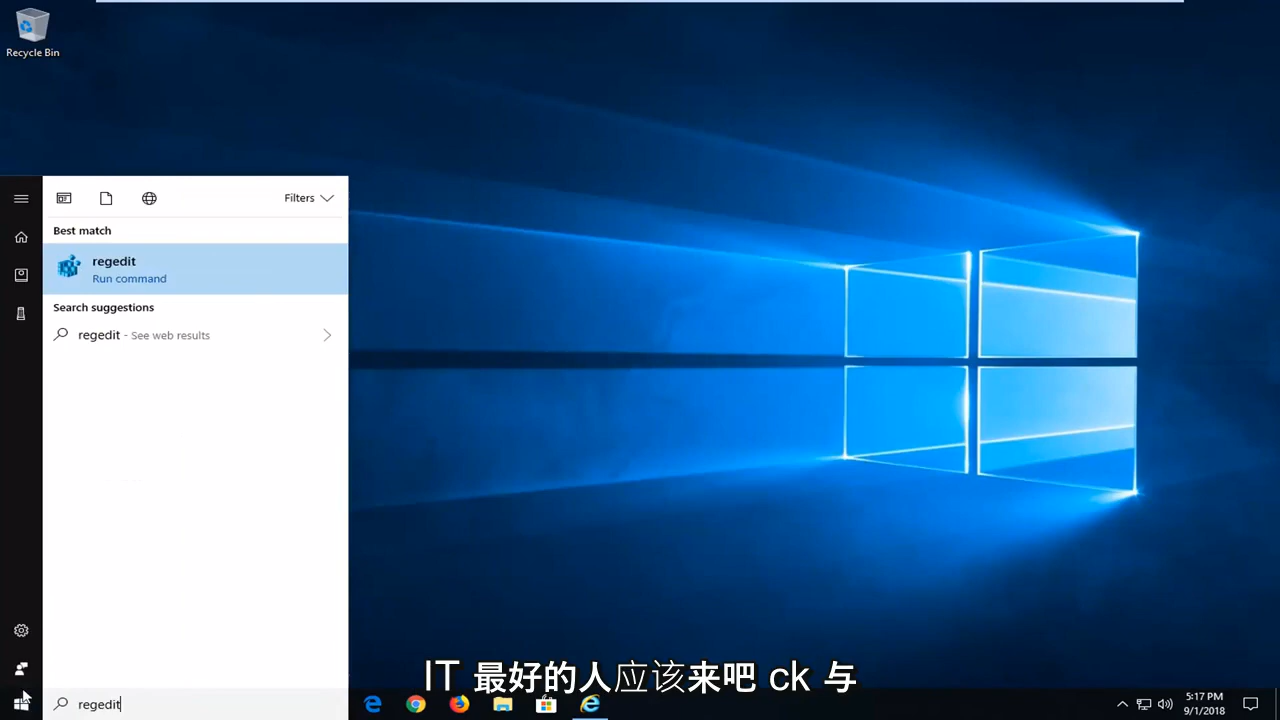 Recycle Bin
Filters
Best match
regedit
Run command
Search suggestions
regedit - See web results
IT 最好的人应该来吧 ck 与
regedit
5:17 PM
9/1/2018